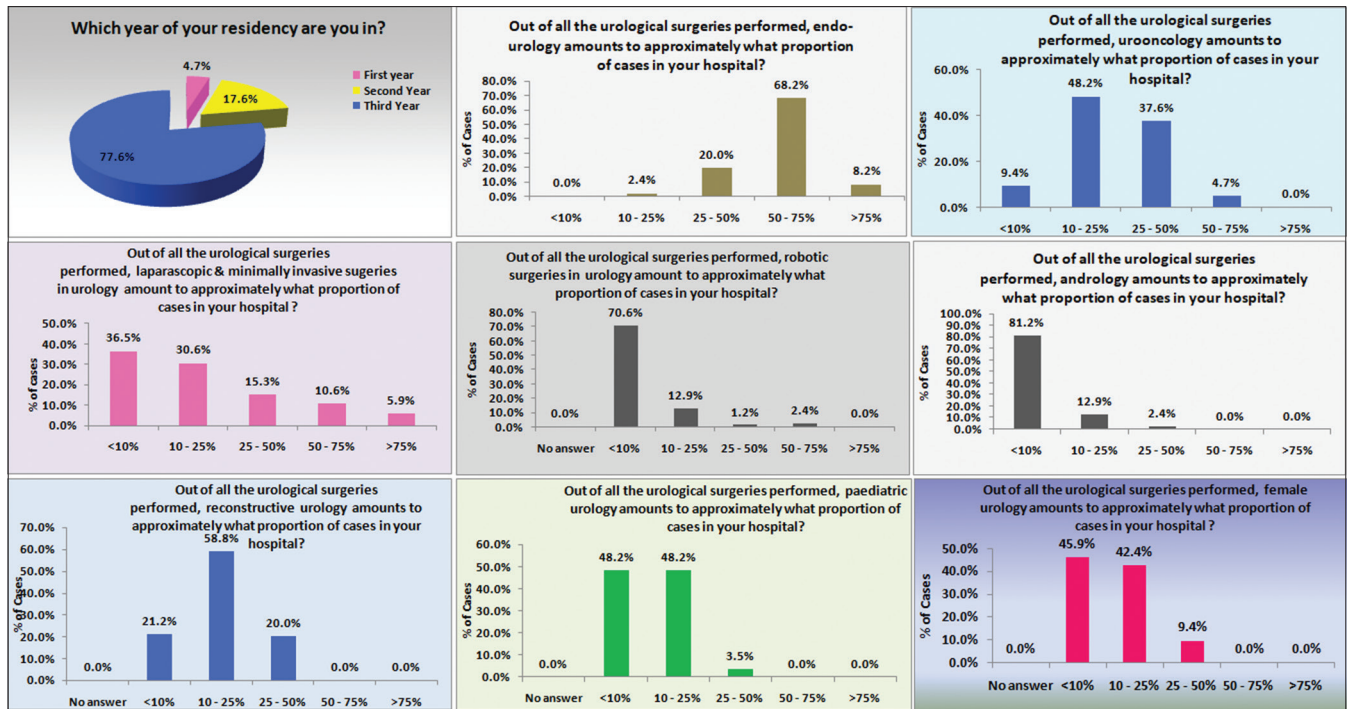 Which year of your residency are you in?
4.7%
17.6%
77.6%
First year
Second Year
Third Year
Out of all the urological surgeries performed, endo-
urology amounts to approximately what proportion
of cases in your hospital?
% of Cases
80.0%
70.0%
60.0%
50.0%
40.0%
30.0%
20.0%
10.0%
0.0%
0.0%
2.4%
20.0%
68.2%
8.2%
<10%
10 - 25%
25 - 50%
50 - 75%
>75%
Out of all the urological surgeries
performed, urooncology amounts to
approximately what proportion of cases in your
hospital?
% of Cases
60.0%
40.0%
20.0%
0.0%
9.4%
48.2%
37.6%
4.7%
0.0%
<10%
10 - 25%
25 - 50%
50 - 75%
>75%
Out of all the urological
performed, laparascopic & minimally invasive sugeries
in urology amount to approximately what proportion of
cases in your hospital ?
% of cases
50.0%
40.0%
30.0%
20.0%
10.0%
0.0%
36.5%
30.6%
15.3%
10.6%
5.9%
<10%
10 - 25%
25 - 50%
50 - 75%
>75%
Out of all the urological surgeries performed, robotic
surgeries in urology amount to approximately what
proportion of cases in your hospital?
% of Cases
80.0%
70.0%
60.0%
50.0%
40.0%
30.0%
20.0%
10.0%
0.0%
0.0%
70.6%
12.9%
1.2%
2.4%
0.0%
No answer
<10%
10 - 25%
25 - 50%
50 - 75%
>75%
Out of all the urological surgeries
performed, andrology amounts to approximately
what proportion of cases in your hospital?
% of cases
100.0%
90.0%
80.0%
70.0%
60.0%
50.0%
40.0%
30.0%
20.0%
10.0%
0.0%
81.2%
12.9%
2.4%
0.0%
0.0%
<10%
10 - 25%
25 - 50%
50 - 75%
>75%
Out of all the urological surgeries
performed, reconstructive urology amounts to
approximately what proportion of cases in your
hospital?
% of Cases
70.0%
60.0%
50.0%
40.0%
30.0%
20.0%
10.0%
0.0%
0.0%
21.2%
58.8%
20.0%
0.0%
0.0%
No answer
<10%
10 - 25%
25 - 50%
50 - 75%
>75%
Out of all the urological surgeries performed, paediatric
urology amounts to approximately what proportion of
cases in your hospital?
% of Cases
60.0%
50.0%
40.0%
30.0%
20.0%
10.0%
0.0%
0.0%
48.2%
48.2%
3.5%
0.0%
0.0%
No answer
<10%
10 - 25%
25 - 50%
50 - 75%
>75%
Out of all the urological surgeries performed, female
urology amounts to approximately what proportion of
cases in your hospital ?
% of Cases
50.0%
40.0%
30.0%
20.0%
10.0%
0.0%
0.0%
45.9%
42.4%
9.4%
0.0%
0.0%
No answer
<10%
10 - 25%
25 - 50%
50 - 75%
>75%